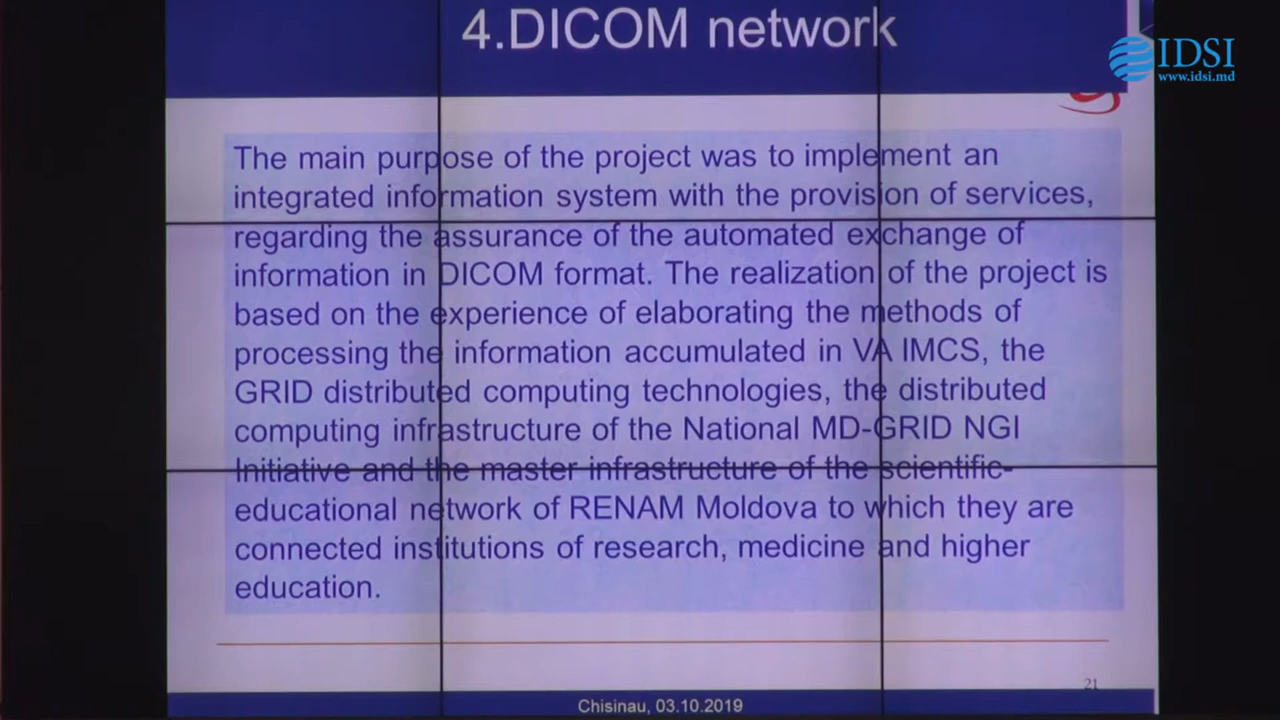 4.DICOM network
IDSI
www.idsi.md
The main purpose of the project was to implement an
integrated information system with the provision of services,
regarding the assurance of the automated exchange of
information in DICOM format. The realization of the project is
based on the experience of elaborating the methods of
processing the information accumulated in VA IMCS, the
GRID distributed computing technologies, the distributed
computing infrastructure of the National MD-GRID NGI
Initiative and the master infrastructure of the scientific-
educational network of RENAM Moldova to which they are
connected institutions of research, medicine and higher
education.
21
Chisinau, 03.10.2019